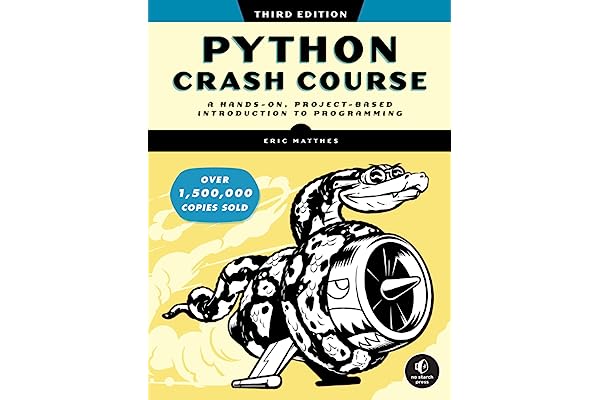 THIRD EDITION
PYTHON
CRASH COURSE
A HANDS-ON, PROJECT-BASED
INTRODUCTION TO PROGRAMMING
ERIC MATTHES
OVER
1,500,000
COPIES SOLD
no starch
press